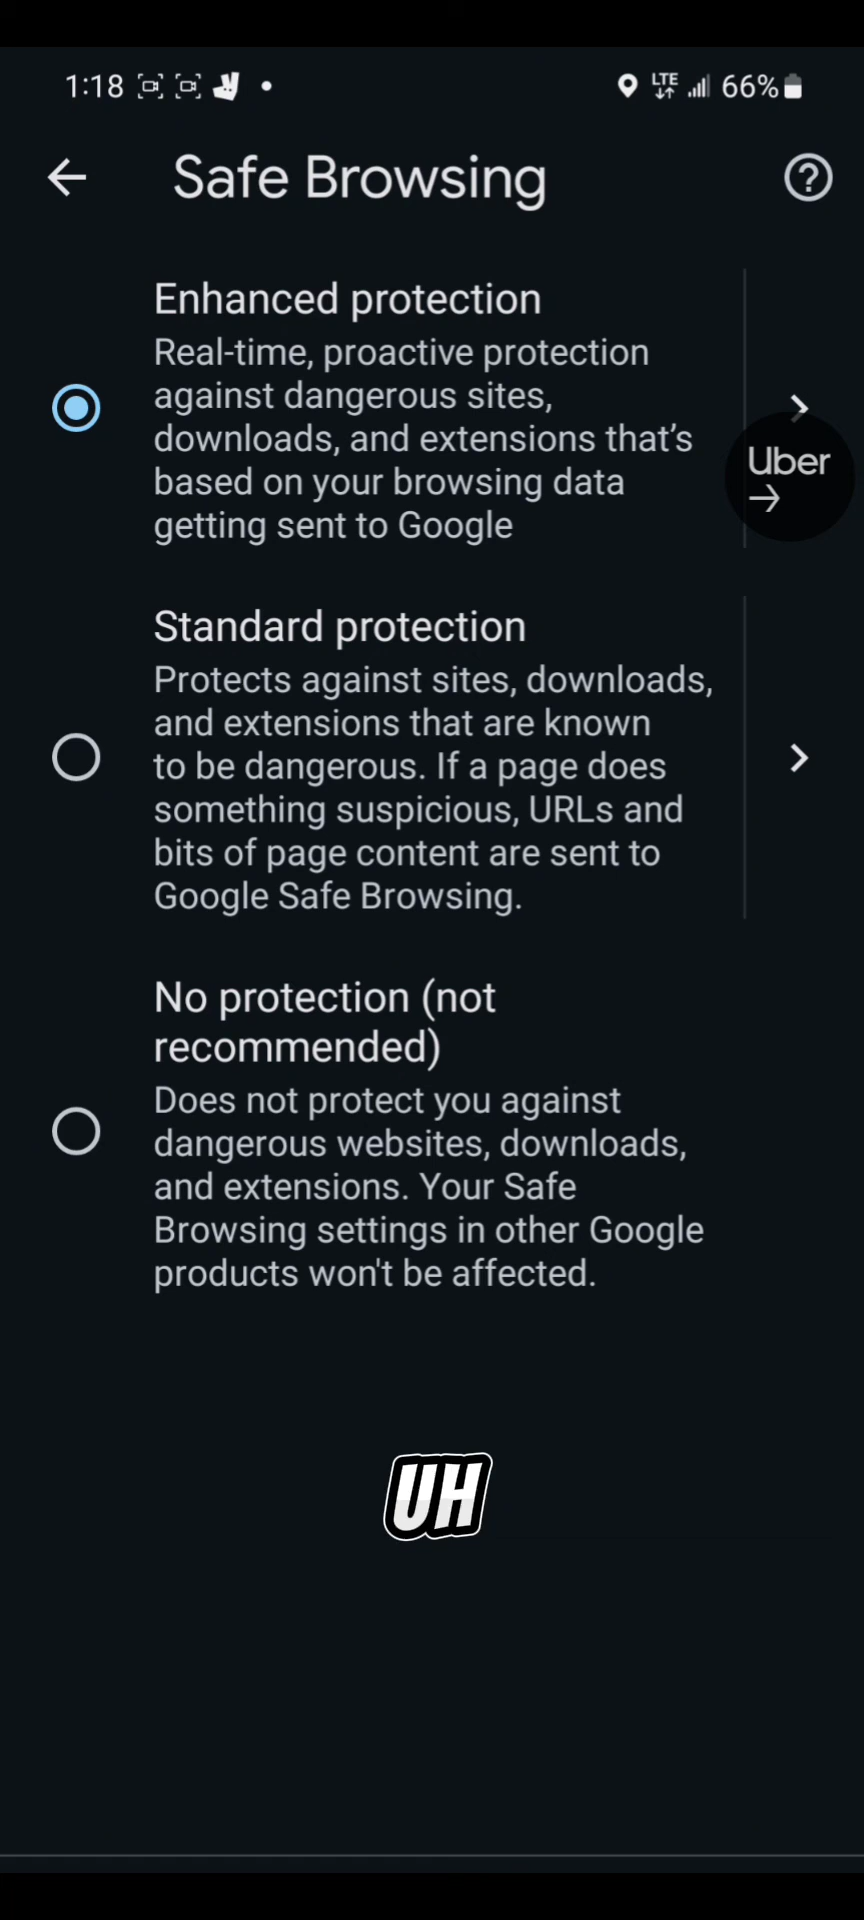 1:18 LTE 66%
Safe Browsing ?
Enhanced protection
Real-time, proactive protection
against dangerous sites,
downloads, and extensions that’s
based on your browsing data
getting sent to Google
Uber
Standard protection
Protects against sites, downloads,
and extensions that are known
to be dangerous. If a page does
something suspicious, URLs and
bits of page content are sent to
Google Safe Browsing.
No protection (not
recommended)
Does not protect you against
dangerous websites, downloads,
and extensions. Your Safe
Browsing settings in other Google
products won't be affected.
UH